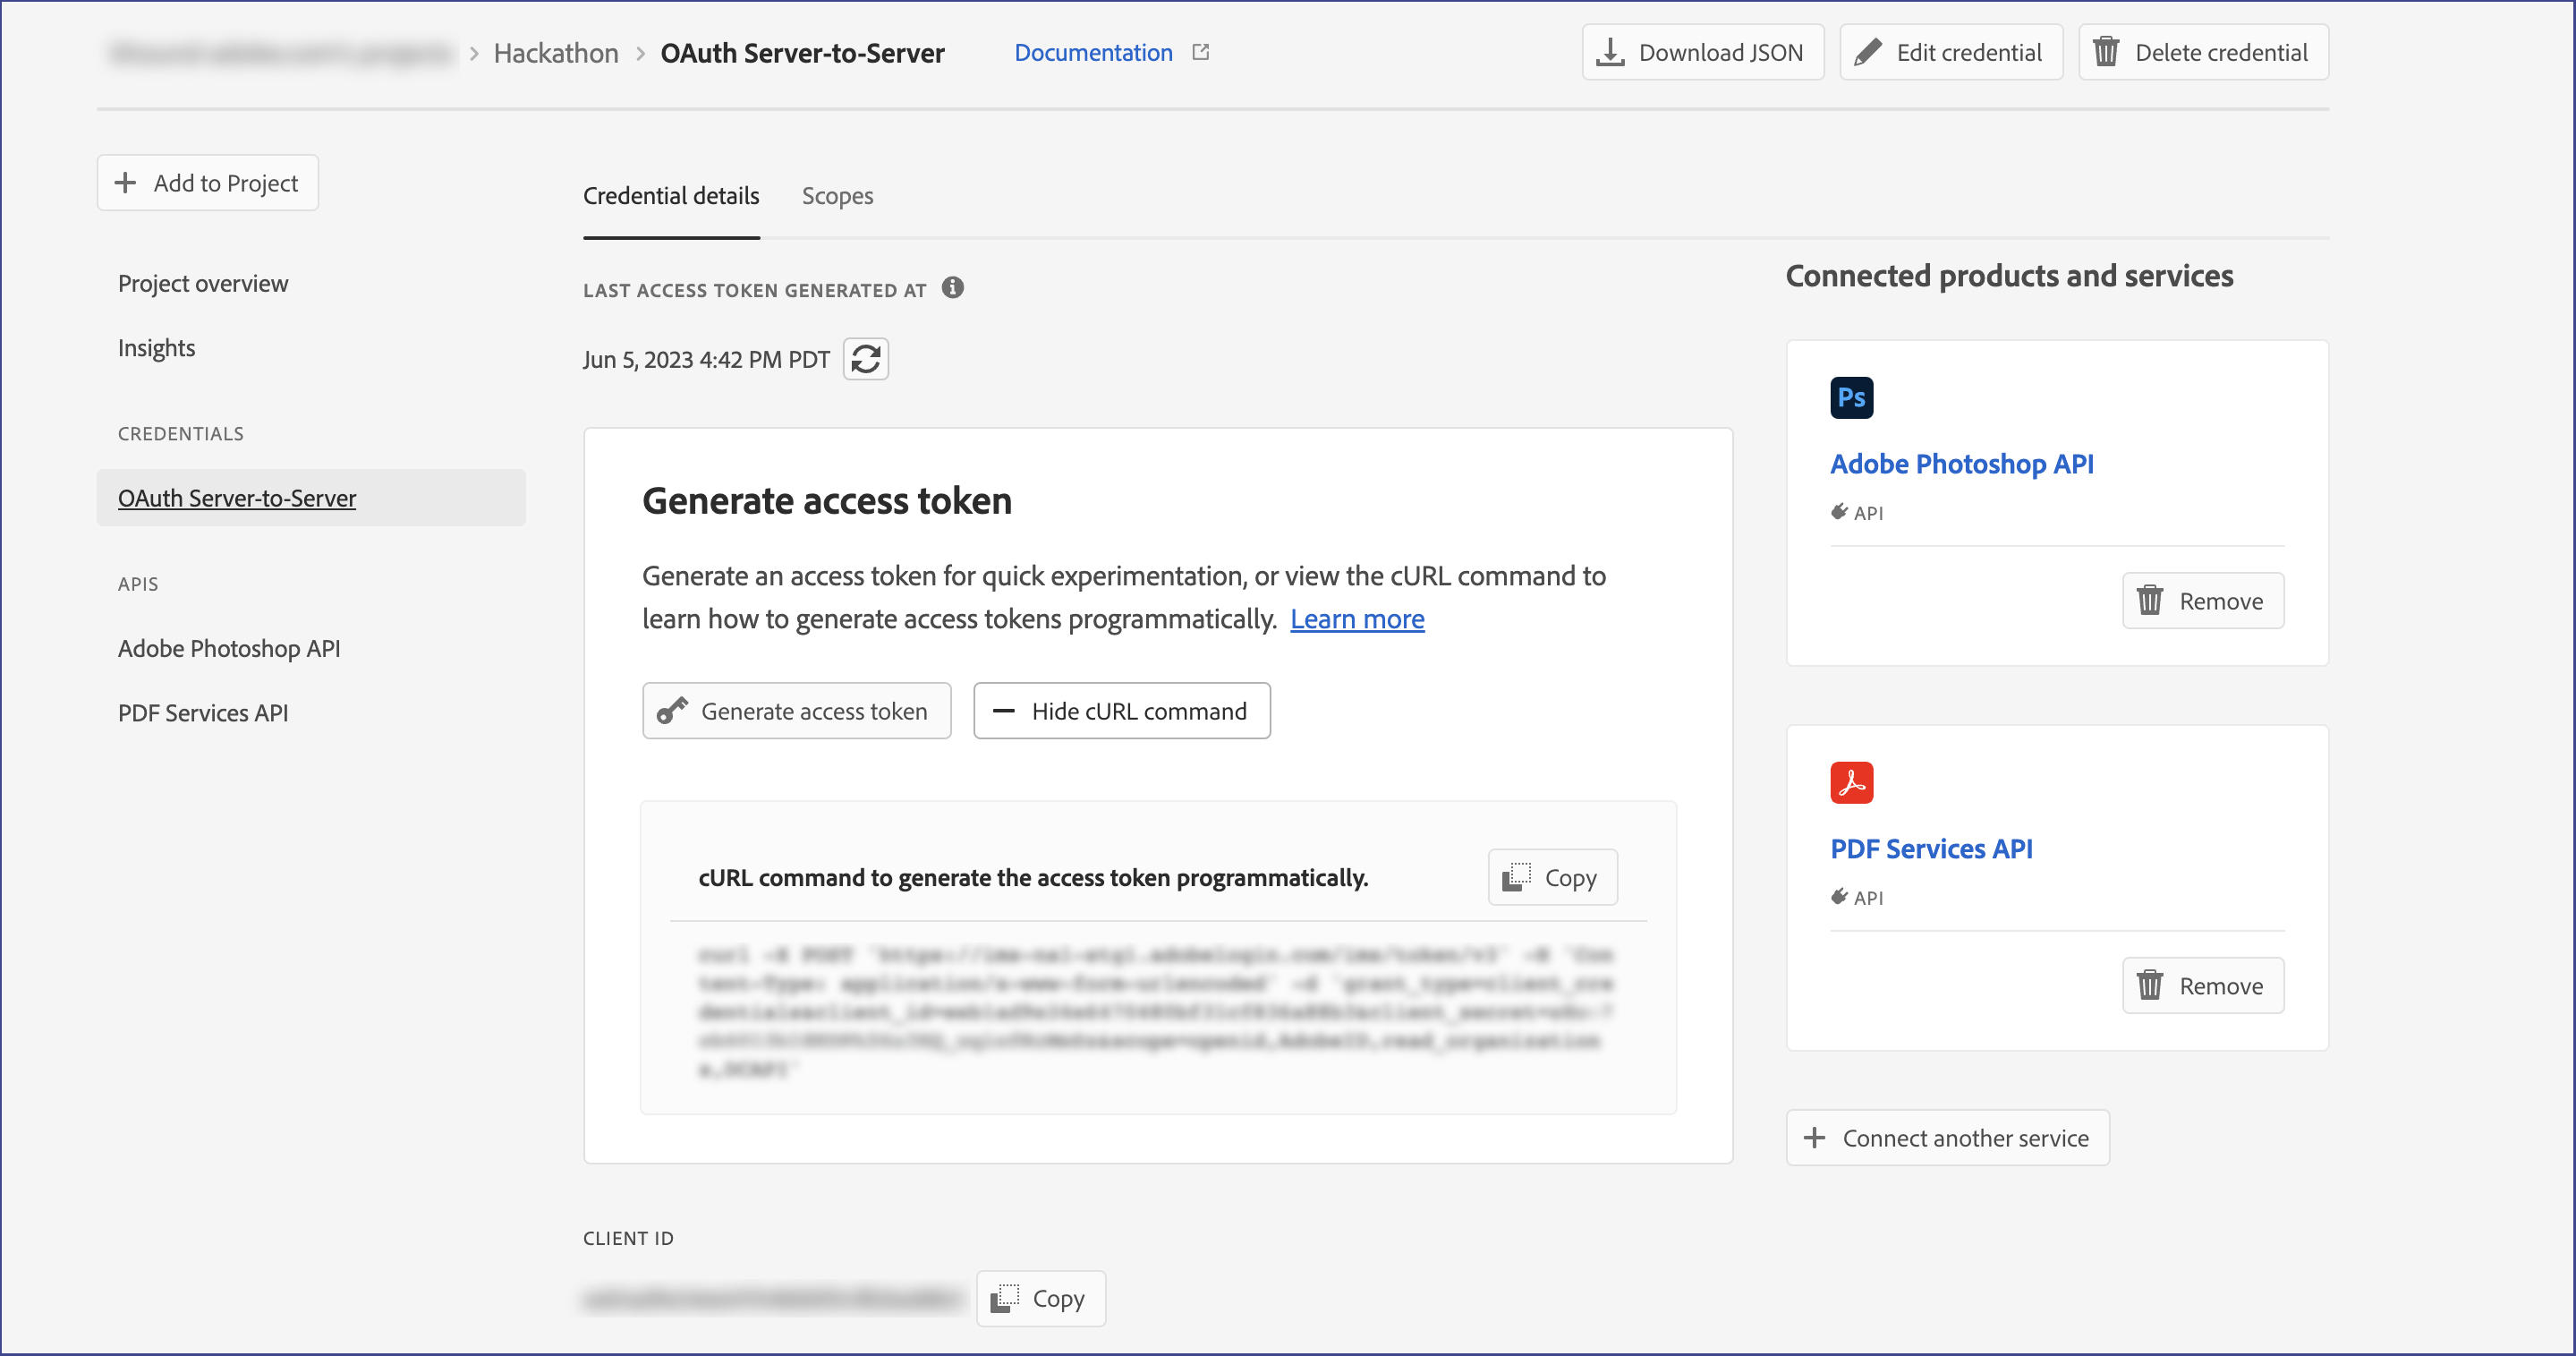 Hackathon > OAuth Server-to-Server
Documentation
Download JSON
Edit credential
Delete credential
Add to Project
Project overview
Insights
CREDENTIALS
OAuth Server-to-Server
APIS
Adobe Photoshop API
PDF Services API
Credential details
Scopes
LAST ACCESS TOKEN GENERATED AT
Jun 5, 2023 4:42 PM PDT
Generate access token
Generate an access token for quick experimentation, or view the cURL command to
learn how to generate access tokens programmatically. Learn more
Generate access token
Hide cURL command
cURL command to generate the access token programmatically.
Copy
CLIENT ID
Copy
Connected products and services
Ps
Adobe Photoshop API
API
Remove
PDF Services API
API
Remove
Connect another service